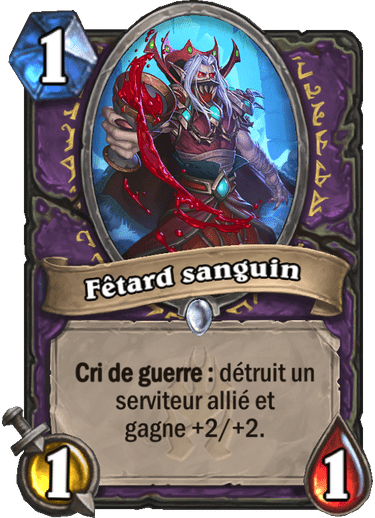 1
Fêtard sanguin
Cri de guerre : détruit un
serviteur allié et
gagne +2/+2.
1
1